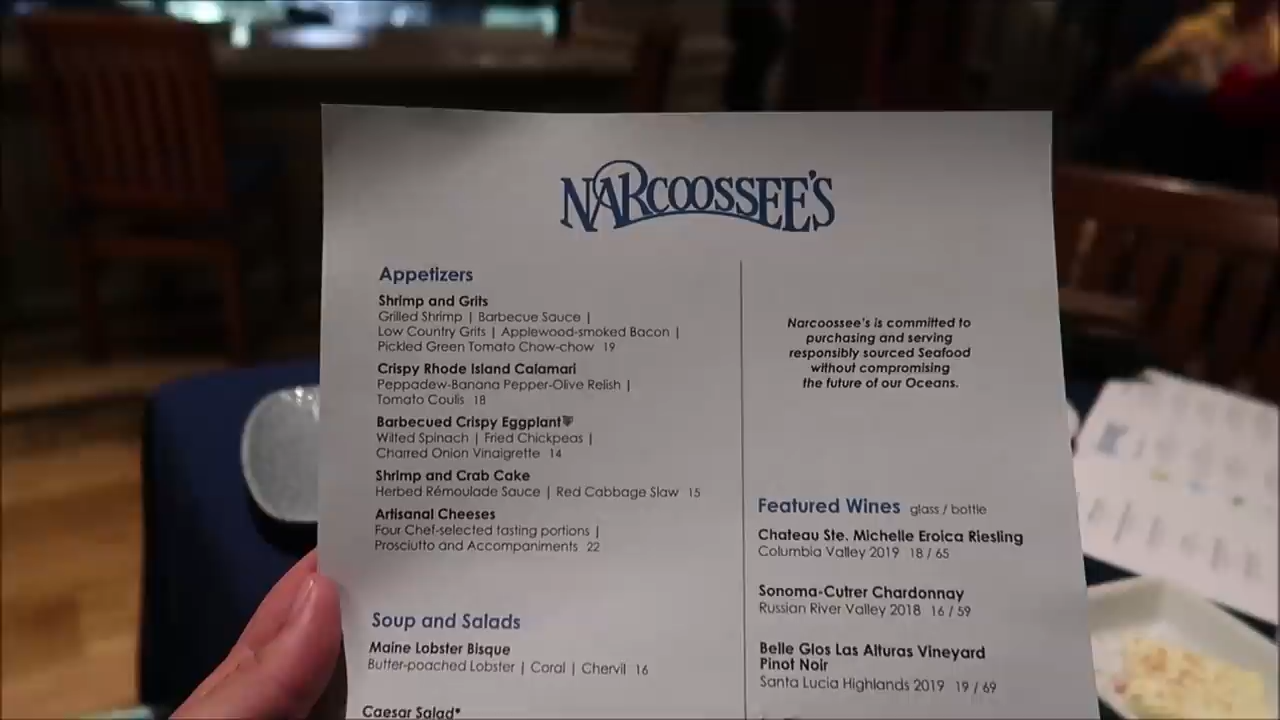 NARCOOSSEE'S
Appetizers
Shrimp and Grits
Grilled Shrimp | Barbecue Sauce |
Low Country Grits | Applewood-smoked Bacon |
Pickled Green Tomato Chow-chow 19
Crispy Rhode Island Calamari
Peppadew-Banana Pepper-Olive Relish |
Tomato Coulis 18
Barbecued Crispy Eggplant
Wilted Spinach | Fried Chickpeas |
Charred Onion Vinaigrette 14
Shrimp and Crab Cake
Herbed Rémoulade Sauce | Red Cabbage Slaw 15
Artisanal Cheeses
Four Chef-selected tasting portions |
Prosciutto and Accompaniments 22
Soup and Salads
Maine Lobster Bisque
Butter-poached Lobster | Coral | Chervil 16
Caesar Salad*
Narcoossee's is committed to
purchasing and serving
responsibly sourced Seafood
without compromising
the future of our Oceans.
Featured Wines glass / bottle
Chateau Ste. Michelle Eroica Riesling
Columbia Valley 2019 18 / 65
Sonoma-Cutrer Chardonnay
Russian River Valley 2018 16 / 59
Belle Glos Las Alturas Vineyard
Pinot Noir
Santa Lucia Highlands 2019 19 / 69